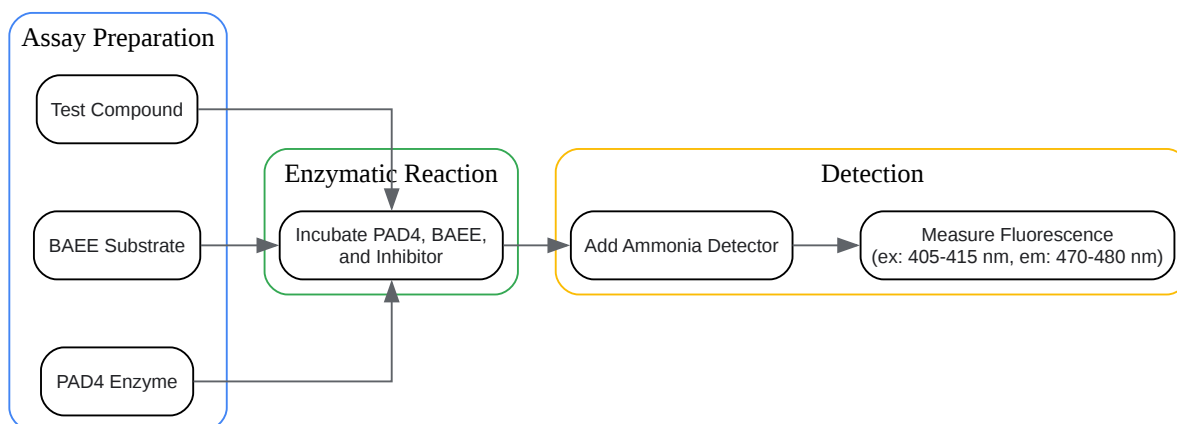 Assay Preparation
Test Compound
BAEE Substrate
PAD4 Enzyme
Enzymatic Reaction
Incubate PAD4, BAEE,
and Inhibitor
Detection
Add Ammonia Detector
Measure Fluorescence
(ex: 405-415 nm, em: 470-480 nm)